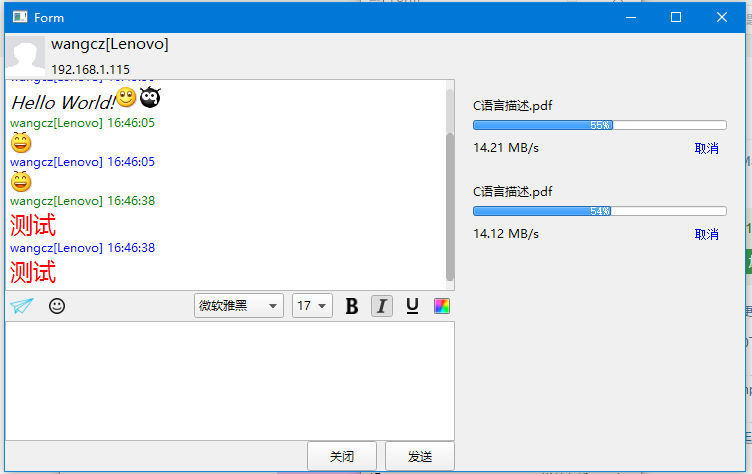 Form
wangcz[Lenovo]
192.168.1.115
Hello World!
wangcz[Lenovo] 16:46:05
wangcz[Lenovo] 16:46:05
wangcz[Lenovo] 16:46:38
测试
wangcz[Lenovo] 16:46:38
测试
微软雅黑 17 B I U
关闭 发送
C语言描述.pdf
55%
14.21 MB/s 取消
C语言描述.pdf
54%
14.12 MB/s 取消